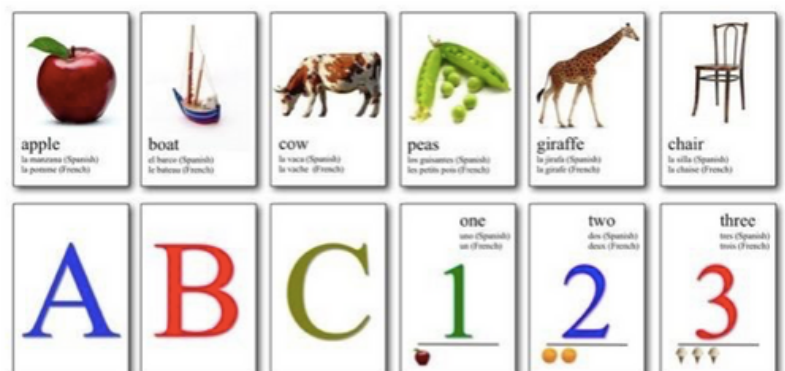 apple
la manzana (Spanish)
la pomme (French)
boat
el barco (Spanish)
le bateau (French)
cow
la vaca (Spanish)
la vache (French)
peas
los guisantes (Spanish)
les petits pois (French)
giraffe
la jirafa (Spanish)
la girafe (French)
chair
la silla (Spanish)
la chaise (French)
A
B
C
one
uno (Spanish)
un (French)
1
two
dos (Spanish)
deux (French)
2
three
tres (Spanish)
trois (French)
3